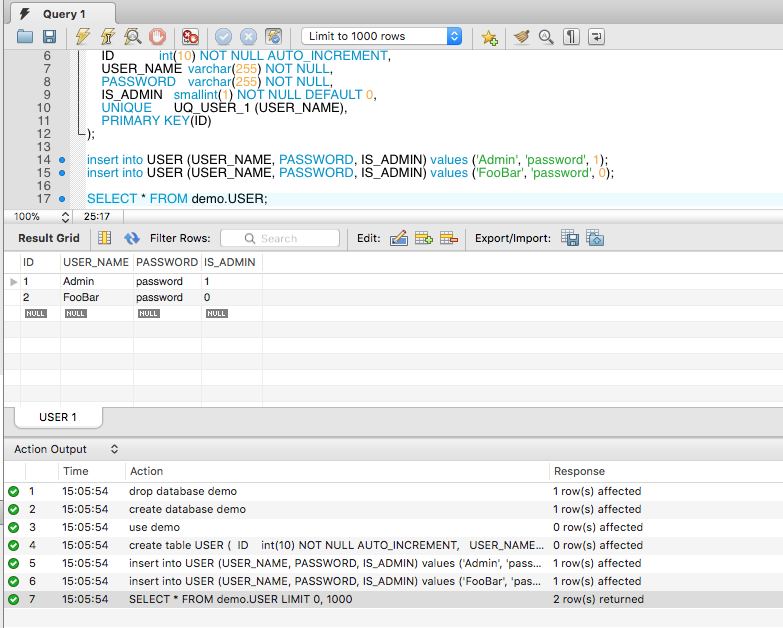 Query 1
Limit to 1000 rows
6 ID int(10) NOT NULL AUTO_INCREMENT,
7 USER_NAME varchar(255) NOT NULL,
8 PASSWORD varchar(255) NOT NULL,
9 IS_ADMIN smallint(1) NOT NULL DEFAULT 0,
10 UNIQUE UQ_USER_1 (USER_NAME),
11 PRIMARY KEY(ID)
12 );
13
14 insert into USER (USER_NAME, PASSWORD, IS_ADMIN) values ('Admin', 'password', 1);
15 insert into USER (USER_NAME, PASSWORD, IS_ADMIN) values ('FooBar', 'password', 0);
16
17 SELECT * FROM demo.USER;
100% 25:17
Result Grid Filter Rows: Search Edit: Export/Import:
ID USER_NAME PASSWORD IS_ADMIN
1 Admin password 1
2 FooBar password 0
NULL NULL NULL NULL
USER 1
Action Output
Time Action Response
1 15:05:54 drop database demo 1 row(s) affected
2 15:05:54 create database demo 1 row(s) affected
3 15:05:54 use demo 0 row(s) affected
4 15:05:54 create table USER ( ID int(10) NOT NULL AUTO_INCREMENT, USER_NAME... 0 row(s) affected
5 15:05:54 insert into USER (USER_NAME, PASSWORD, IS_ADMIN) values ('Admin', 'pass... 1 row(s) affected
6 15:05:54 insert into USER (USER_NAME, PASSWORD, IS_ADMIN) values ('FooBar', 'pas... 1 row(s) affected
7 15:05:54 SELECT * FROM demo.USER LIMIT 0, 1000 2 row(s) returned